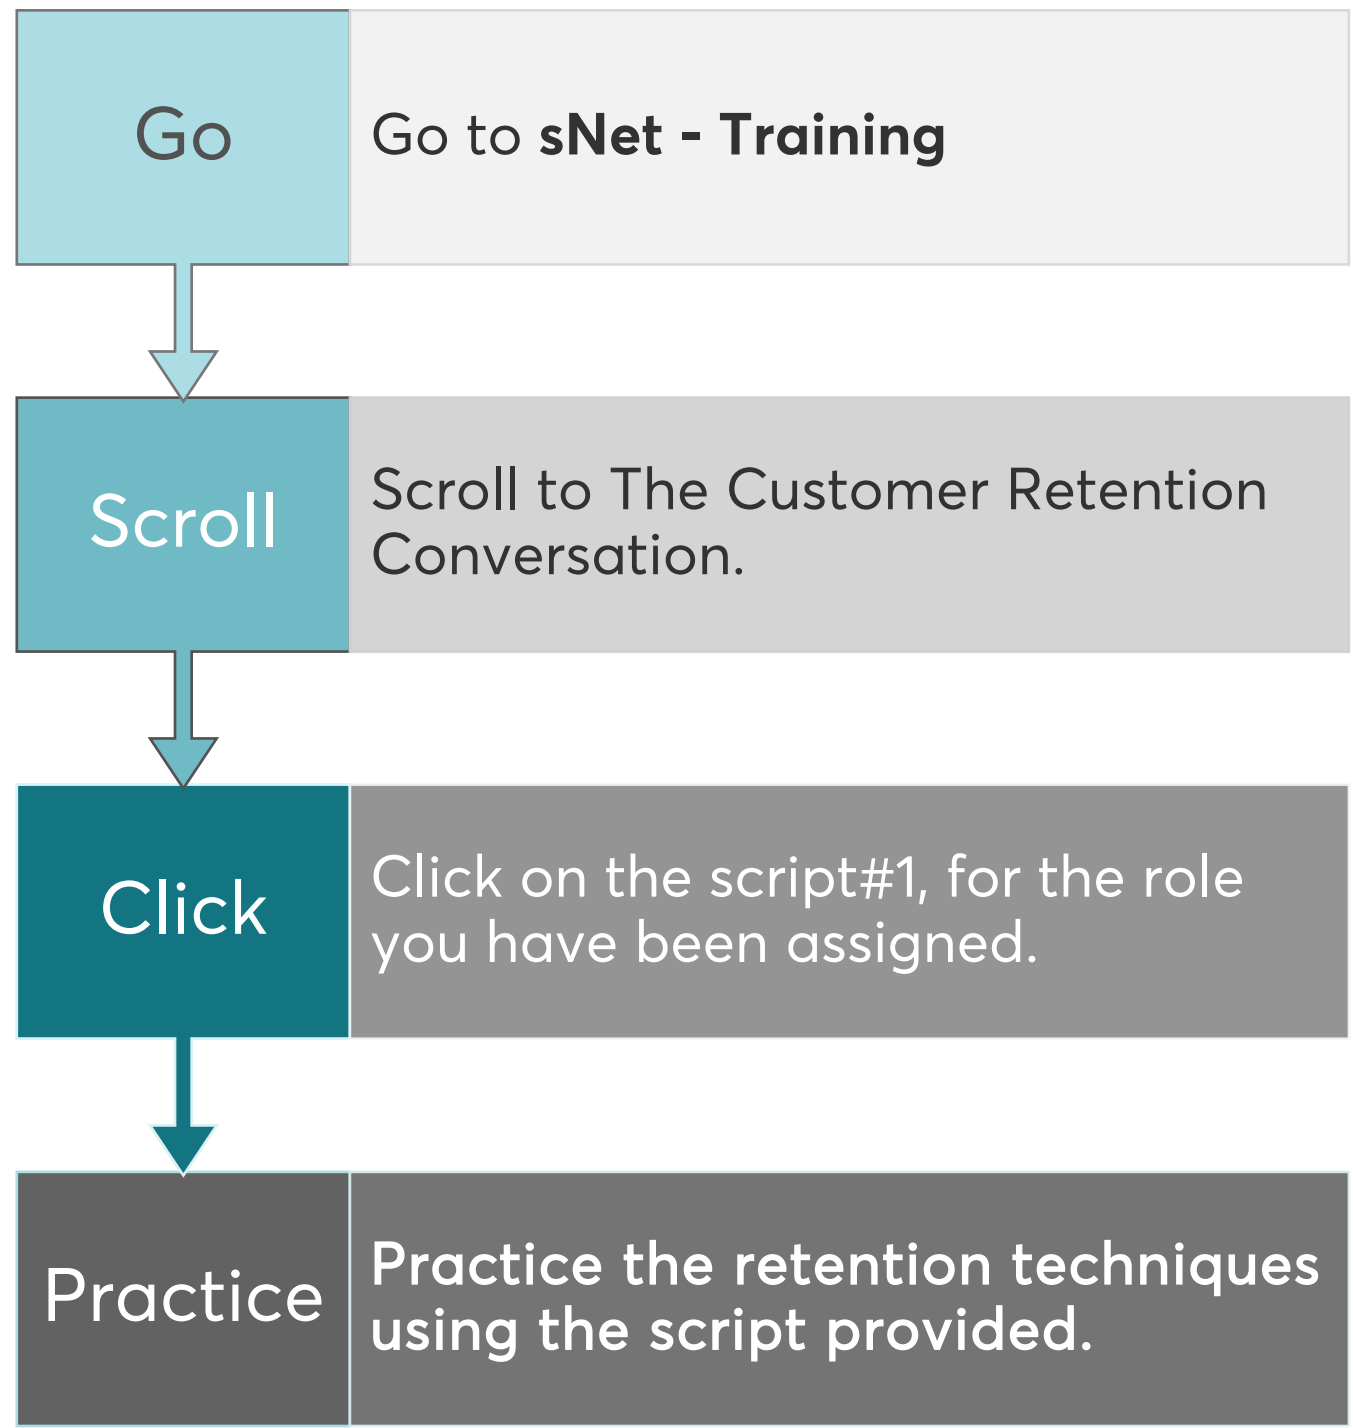 Go
Go to sNet - Training
Scroll
Scroll to The Customer Retention
Conversation.
Click
Click on the script#1, for the role
you have been assigned.
Practice
Practice the retention techniques
using the script provided.